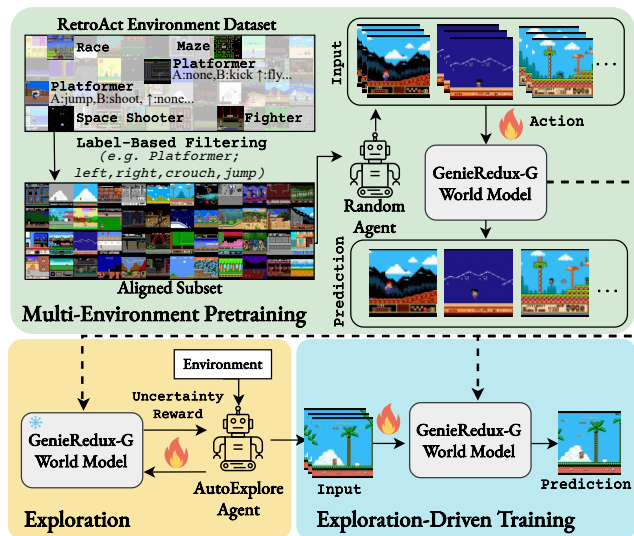 RetroAct Environment Dataset
Race
Maze
Platformer
A:none,B:kick ↑:fly...
Platformer
A:jump,B:shoot, ↑:none...
Space Shooter
Fighter
Label-Based Filtering
(e.g. Platformer;
left,right,crouch,jump)
Aligned Subset
Multi-Environment Pretraining
Random
Agent
Input
...
Action
GenieRedux-G
World Model
Prediction
...
Environment
Uncertainty
Reward
GenieRedux-G
World Model
AutoExplore
Agent
Exploration
Input
GenieRedux-G
World Model
Prediction
Exploration-Driven Training